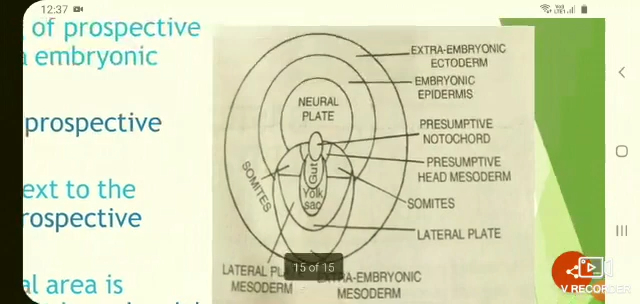 12:37
of prospective
embryonic
prospective
ext to the
rospective
al area is
EXTRA-EMBRYONIC
ECTODERM
EMBRYONIC
EPIDERMIS
NEURAL
PLATE
PRESUMPTIVE
NOTOCHORD
PRESUMPTIVE
HEAD MESODERM
SOMITES
Gut
Yolk
sac
SOMITES
LATERAL PLATE
LATERAL PLA
MESODERM
15 of 15
EXTRA-EMBRYONIC
MESODERM
V RECORDER